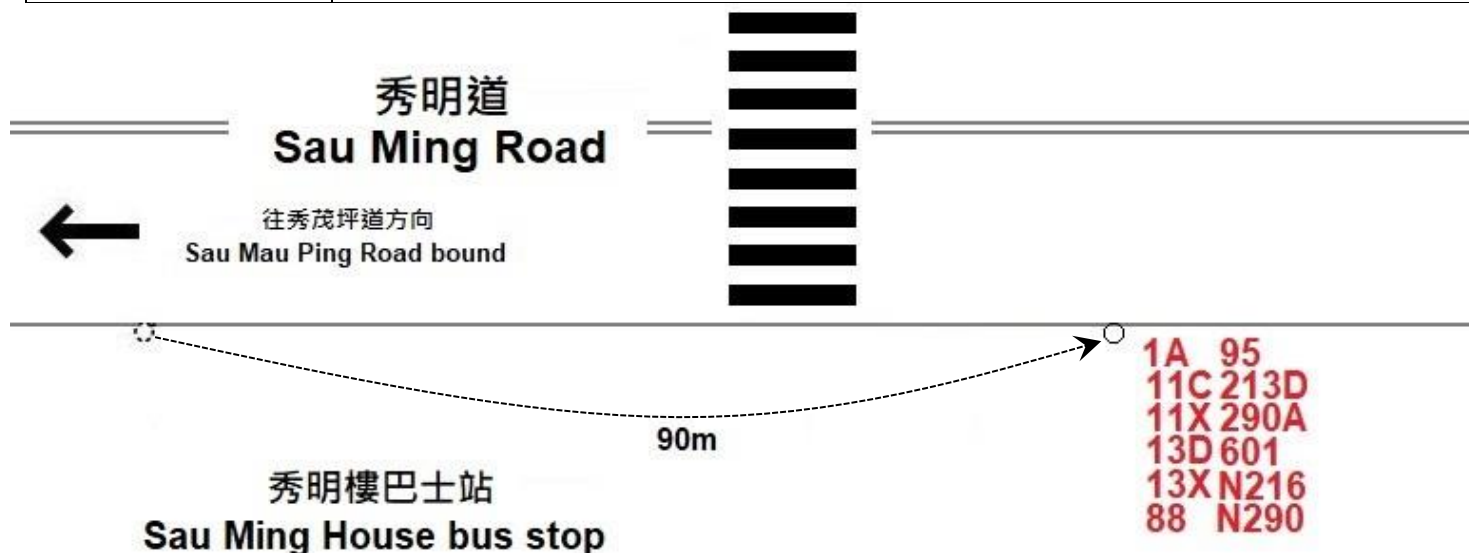 秀明道
Sau Ming Road
往秀茂坪道方向
Sau Mau Ping Road bound
1A 95
11C 213D
11X 290A
13D 601
13X N216
88 N290
90m
秀明樓巴士站
Sau Ming House bus stop